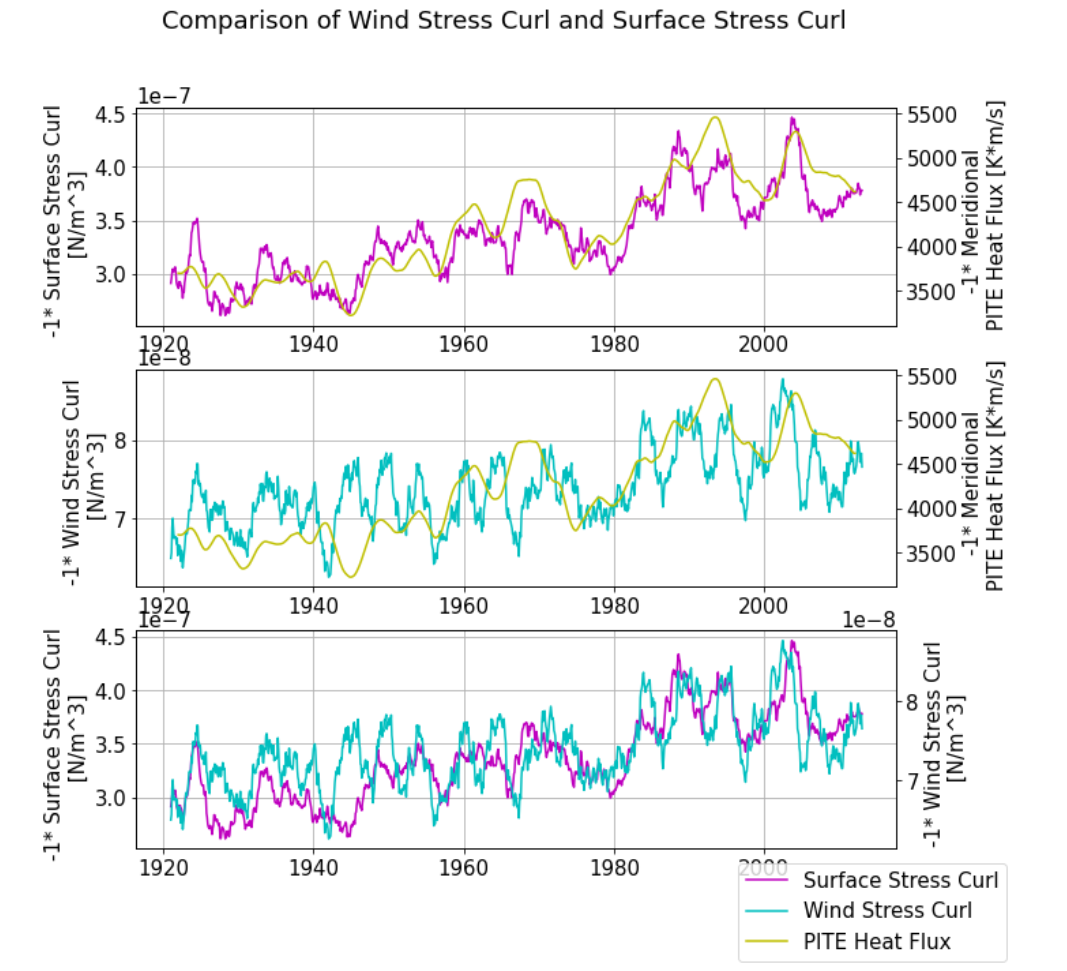 Comparison of Wind Stress Curl and Surface Stress Curl
1e−7
-1* Surface Stress Curl
[N/m^3]
4.5
4.0
3.5
3.0
5500
5000
4500
4000
3500
-1* Meridional
PITE Heat Flux [K*m/s]
1920 1940 1960 1980 2000
1e−8
-1* Wind Stress Curl
[N/m^3]
8
7
5500
5000
4500
4000
3500
-1* Meridional
PITE Heat Flux [K*m/s]
1920 1940 1960 1980 2000
1e−7
1e−8
-1* Surface Stress Curl
[N/m^3]
4.5
4.0
3.5
3.0
8
7
-1* Wind Stress Curl
[N/m^3]
1920 1940 1960 1980 2000
Surface Stress Curl
Wind Stress Curl
PITE Heat Flux